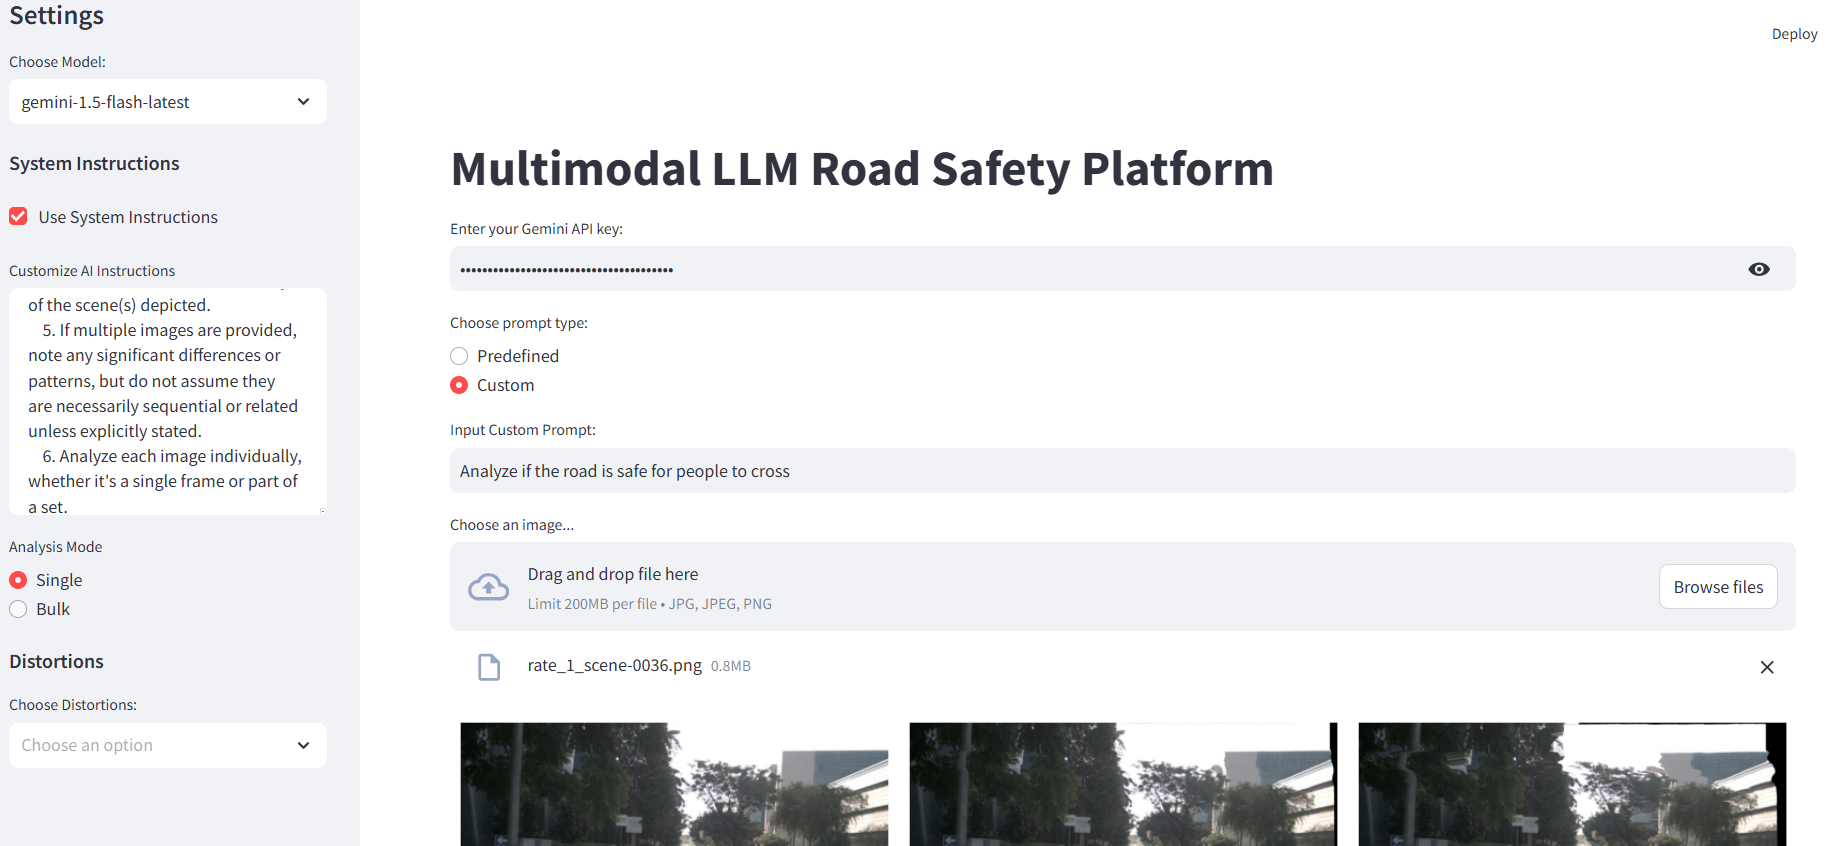 Settings
Choose Model:
gemini-1.5-flash-latest
System Instructions
Use System Instructions
Customize AI Instructions
of the scene(s) depicted.
5. If multiple images are provided,
note any significant differences or
patterns, but do not assume they
are necessarily sequential or related
unless explicitly stated.
6. Analyze each image individually,
whether it's a single frame or part of
a set.
Analysis Mode
Single
Bulk
Distortions
Choose Distortions:
Choose an option
Deploy
Multimodal LLM Road Safety Platform
Enter your Gemini API key:
••••••••••••••••••••••••••••••••••••••
Choose prompt type:
Predefined
Custom
Input Custom Prompt:
Analyze if the road is safe for people to cross
Choose an image...
Drag and drop file here
Limit 200MB per file • JPG, JPEG, PNG
Browse files
rate_1_scene-0036.png 0.8MB